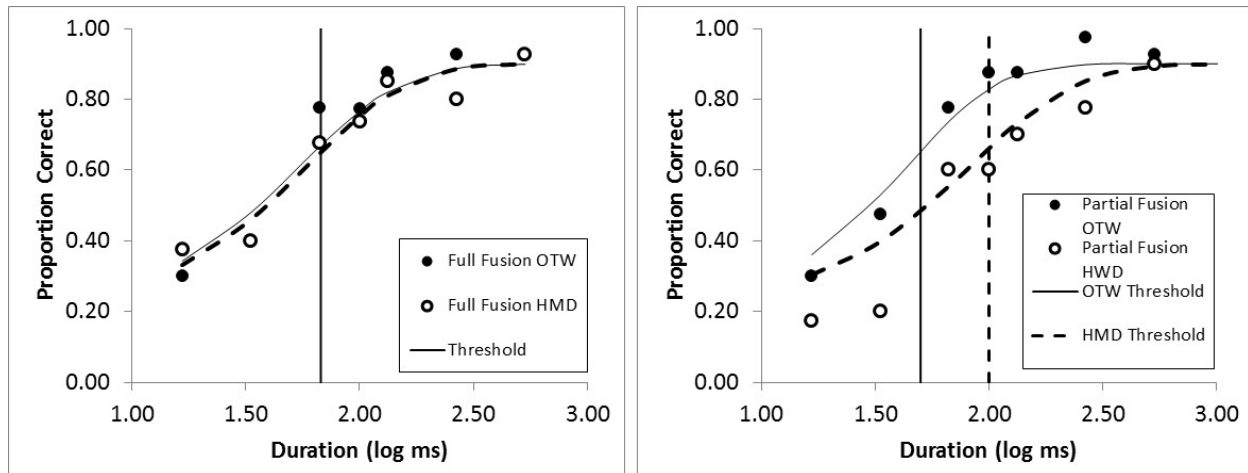 1.00
0.80
0.60
0.40
0.20
0.00
Proportion Correct
Full Fusion OTW
Full Fusion HMD
Threshold
1.00 1.50 2.00 2.50 3.00
Duration (log ms)
1.00
0.80
0.60
0.40
0.20
0.00
Proportion Correct
Partial Fusion
OTW
Partial Fusion
HWD
OTW Threshold
HMD Threshold
1.00 1.50 2.00 2.50 3.00
Duration (log ms)